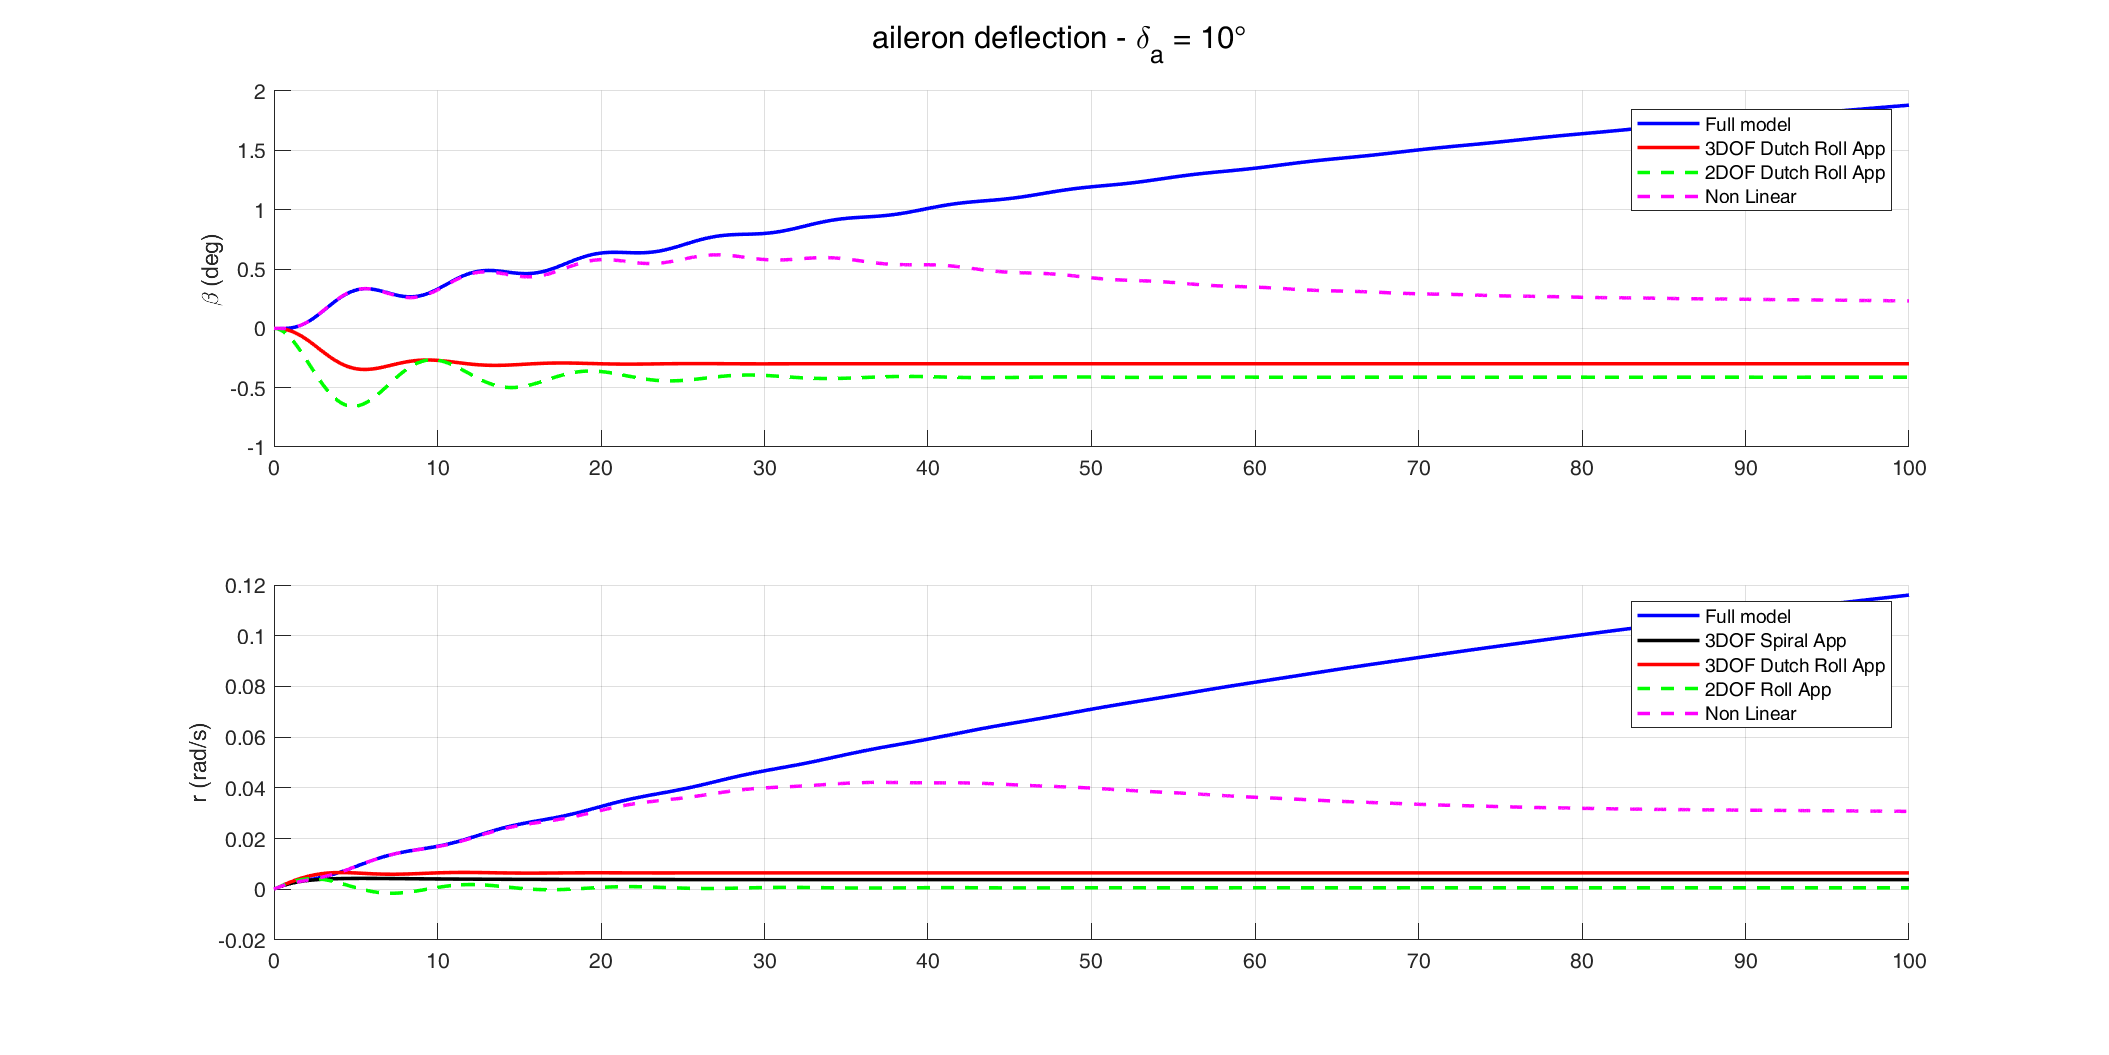 aileron deflection - δa = 10°
2
1.5
1
0.5
0
-0.5
-1
β (deg)
Full model
3DOF Dutch Roll App
2DOF Dutch Roll App
Non Linear
0 10 20 30 40 50 60 70 80 90 100
0.12
0.1
0.08
0.06
0.04
0.02
0
-0.02
r (rad/s)
Full model
3DOF Spiral App
3DOF Dutch Roll App
2DOF Roll App
Non Linear
0 10 20 30 40 50 60 70 80 90 100